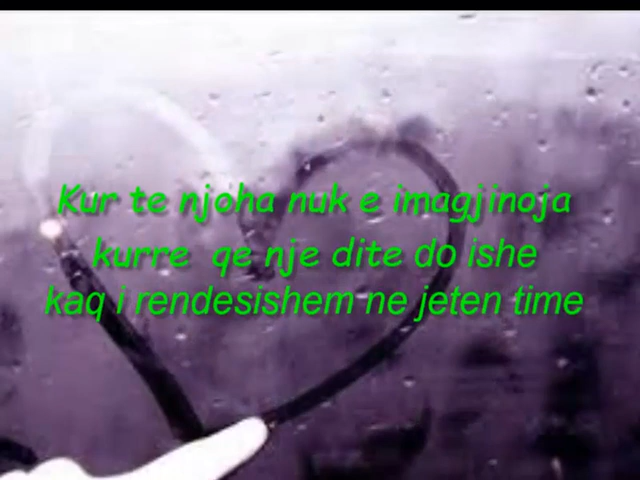 Kur te njoha nuk e imagjinoja
kurre qe nje dite do ishe
kaq i rendesishem ne jeten time